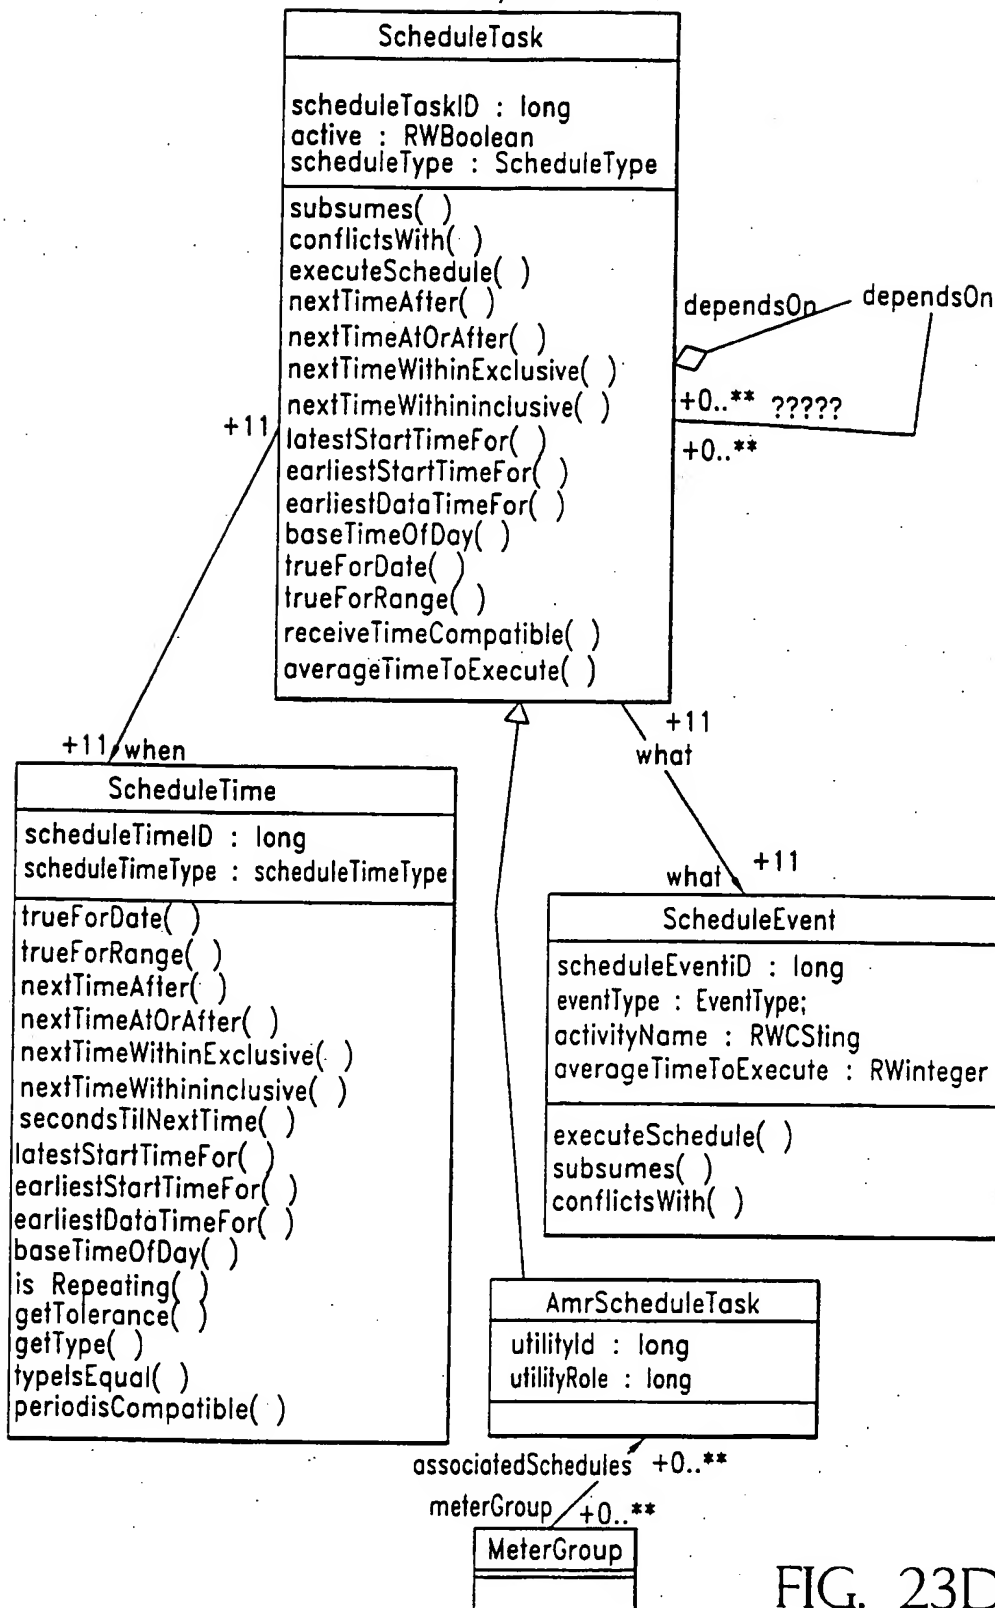 ScheduleTask
scheduleTaskID : long
active : RWBoolean
scheduleType : ScheduleType
subsumes( )
conflictsWith( )
executeSchedule( )
nextTimeAfter( )
nextTimeAtOrAfter( )
nextTimeWithinExclusive( )
nextTimeWithininclusive( )
latestStartTimeFor( )
earliestStartTimeFor( )
earliestDataTimeFor( )
baseTimeOfDay( )
trueForDate( )
trueForRange( )
receiveTimeCompatible( )
averageTimeToExecute( )
dependsOn
dependsOn
+0..** ?????
+0..**
+11
+11 when
+11
what
what
+11
ScheduleTime
scheduleTimeID : long
scheduleTimeType : scheduleTimeType
trueForDate( )
trueForRange( )
nextTimeAfter( )
nextTimeAtOrAfter( )
nextTimeWithinExclusive( )
nextTimeWithininclusive( )
secondsTilNextTime( )
latestStartTimeFor( )
earliestStartTimeFor( )
earliestDataTimeFor( )
baseTimeOfDay( )
is Repeating( )
getTolerance( )
getType( )
typeIsEqual( )
periodisCompatible( )
ScheduleEvent
scheduleEventiD : long
eventType : EventType;
activityName : RWCSting
averageTimeToExecute : RWinteger
executeSchedule( )
subsumes( )
conflictsWith( )
AmrScheduleTask
utilityId : long
utilityRole : long
associatedSchedules +0..**
meterGroup +0..**
MeterGroup
FIG. 23D